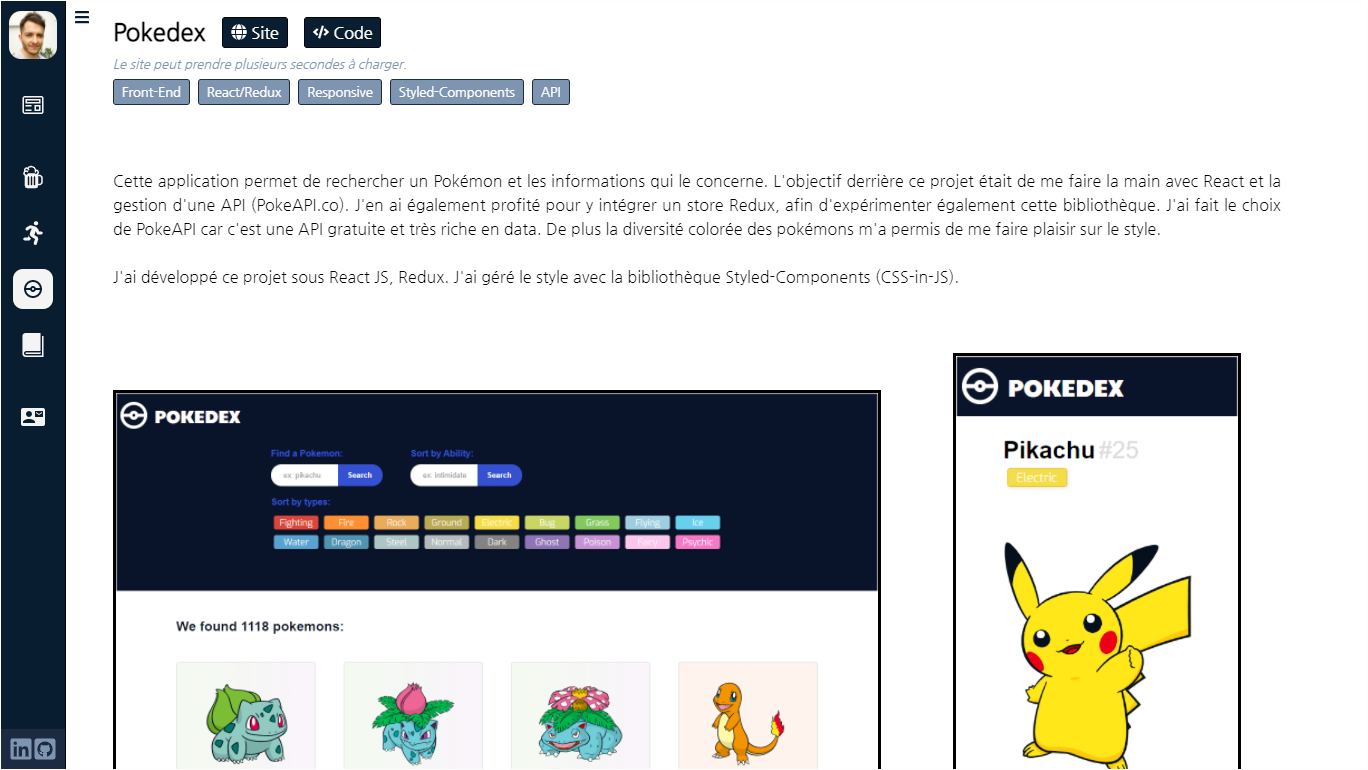 Pokedex Site Code
Le site peut prendre plusieurs secondes à charger.
Front-End React/Redux Responsive Styled-Components API
Cette application permet de rechercher un Pokémon et les informations qui le concerne. L'objectif derrière ce projet était de me faire la main avec React et la
gestion d'une API (PokeAPI.co). J'en ai également profité pour y intégrer un store Redux, afin d'expérimenter également cette bibliothèque. J'ai fait le choix
de PokeAPI car c'est une API gratuite et très riche en data. De plus la diversité colorée des pokémons m'a permis de me faire plaisir sur le style.
J'ai développé ce projet sous React JS, Redux. J'ai géré le style avec la bibliothèque Styled-Components (CSS-in-JS).
POKEDEX
Find a Pokemon: Sort by Ability:
ex: pikachu Search ex: intimidate Search
Sort by types:
Fighting Fire Rock Ground Electric Bug Grass Flying Ice
Water Dragon Steel Normal Dark Ghost Poison Fairy Psychic
We found 1118 pokemons:
POKEDEX
Pikachu #25
Electric
in